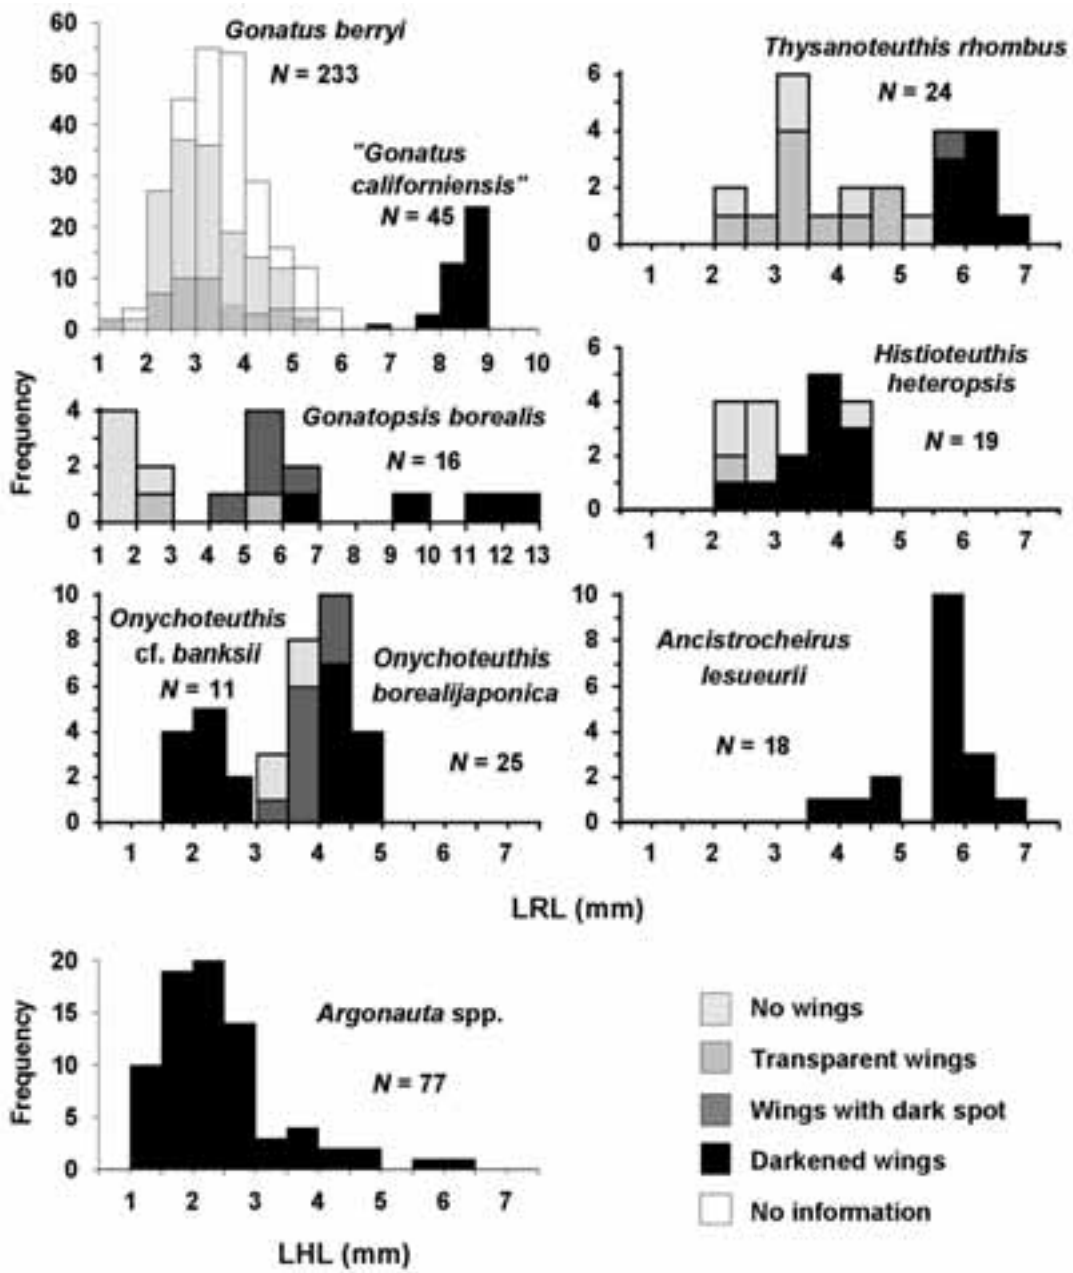 Gonatus berryi
N = 233
"Gonatus
californiensis"
N = 45
60
50
40
30
20
10
0
1 2 3 4 5 6 7 8 9 10
Thysanoteuthis rhombus
N = 24
6
4
2
0
1 2 3 4 5 6 7
Frequency
Gonatopsis borealis
N = 16
4
2
0
1 2 3 4 5 6 7 8 9 10 11 12 13
Histioteuthis
heteropsis
N = 19
6
4
2
0
1 2 3 4 5 6 7
Onychoteuthis
cf. banksii
N = 11
Onychoteuthis
borealijaponica
N = 25
10
8
6
4
2
0
1 2 3 4 5 6 7
Ancistrocheirus
lesueurii
N = 18
10
8
6
4
2
0
1 2 3 4 5 6 7
LRL (mm)
Frequency
Argonauta spp.
N = 77
20
15
10
5
0
1 2 3 4 5 6 7
LHL (mm)
No wings
Transparent wings
Wings with dark spot
Darkened wings
No information